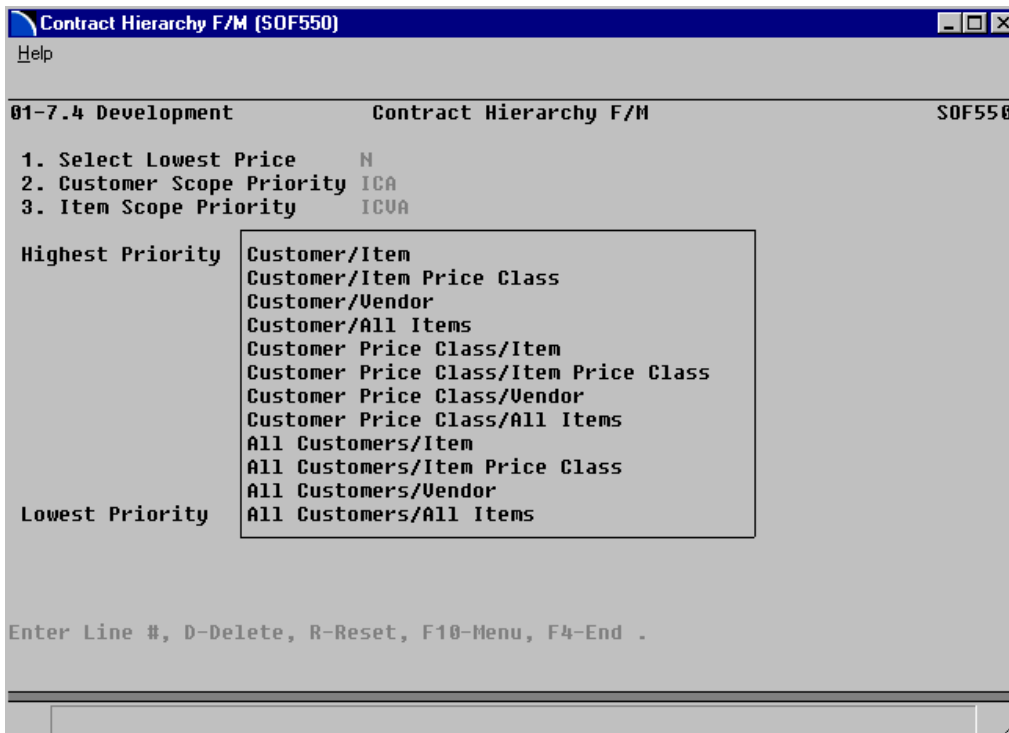 Contract Hierarchy F/M (SOF550)
Help
01-7.4 Development Contract Hierarchy F/M SOF550
1. Select Lowest Price N
2. Customer Scope Priority ICA
3. Item Scope Priority ICVA
Highest Priority Customer/Item
Customer/Item Price Class
Customer/Vendor
Customer/All Items
Customer Price Class/Item
Customer Price Class/Item Price Class
Customer Price Class/Vendor
Customer Price Class/All Items
All Customers/Item
All Customers/Item Price Class
All Customers/Vendor
Lowest Priority All Customers/All Items
Enter Line #, D-Delete, R-Reset, F10-Menu, F4-End .